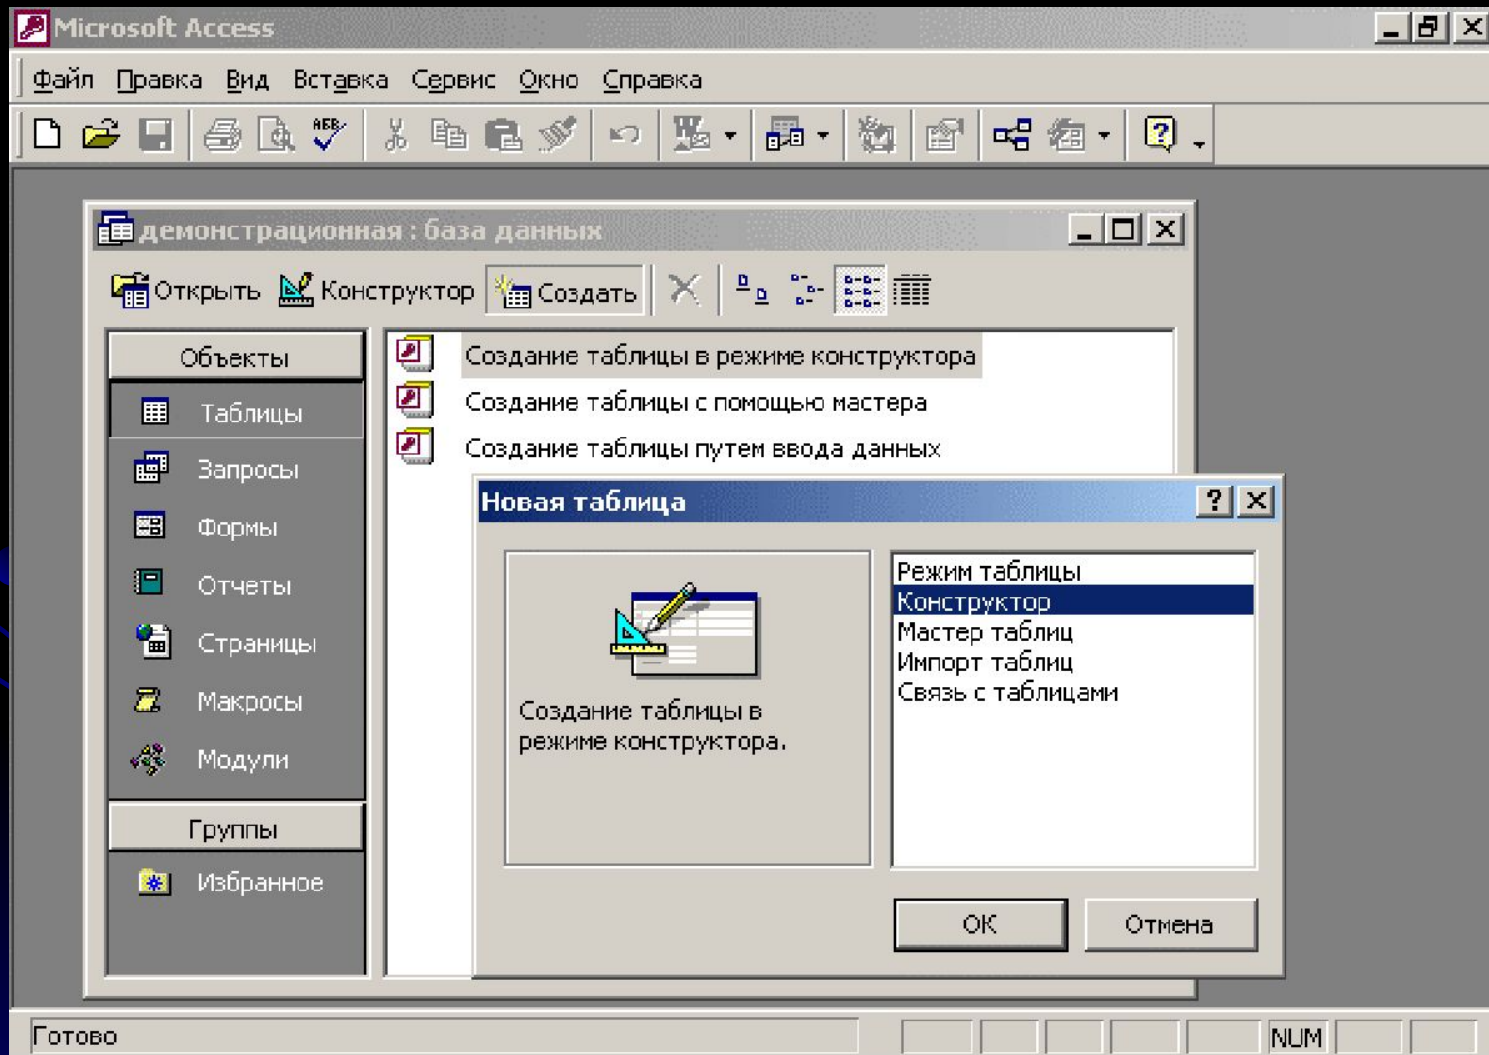 Microsoft Access
Файл Правка Вид Вставка Сервис Окно Справка
демонстрационная : база данных
Открыть Конструктор Создать
Объекты
Таблицы
Запросы
Формы
Отчеты
Страницы
Макросы
Модули
Группы
Избранное
Создание таблицы в режиме конструктора
Создание таблицы с помощью мастера
Создание таблицы путем ввода данных
Новая таблица
Создание таблицы в
режиме конструктора.
Режим таблицы
Конструктор
Мастер таблиц
Импорт таблиц
Связь с таблицами
ОК Отмена
Готово NUM